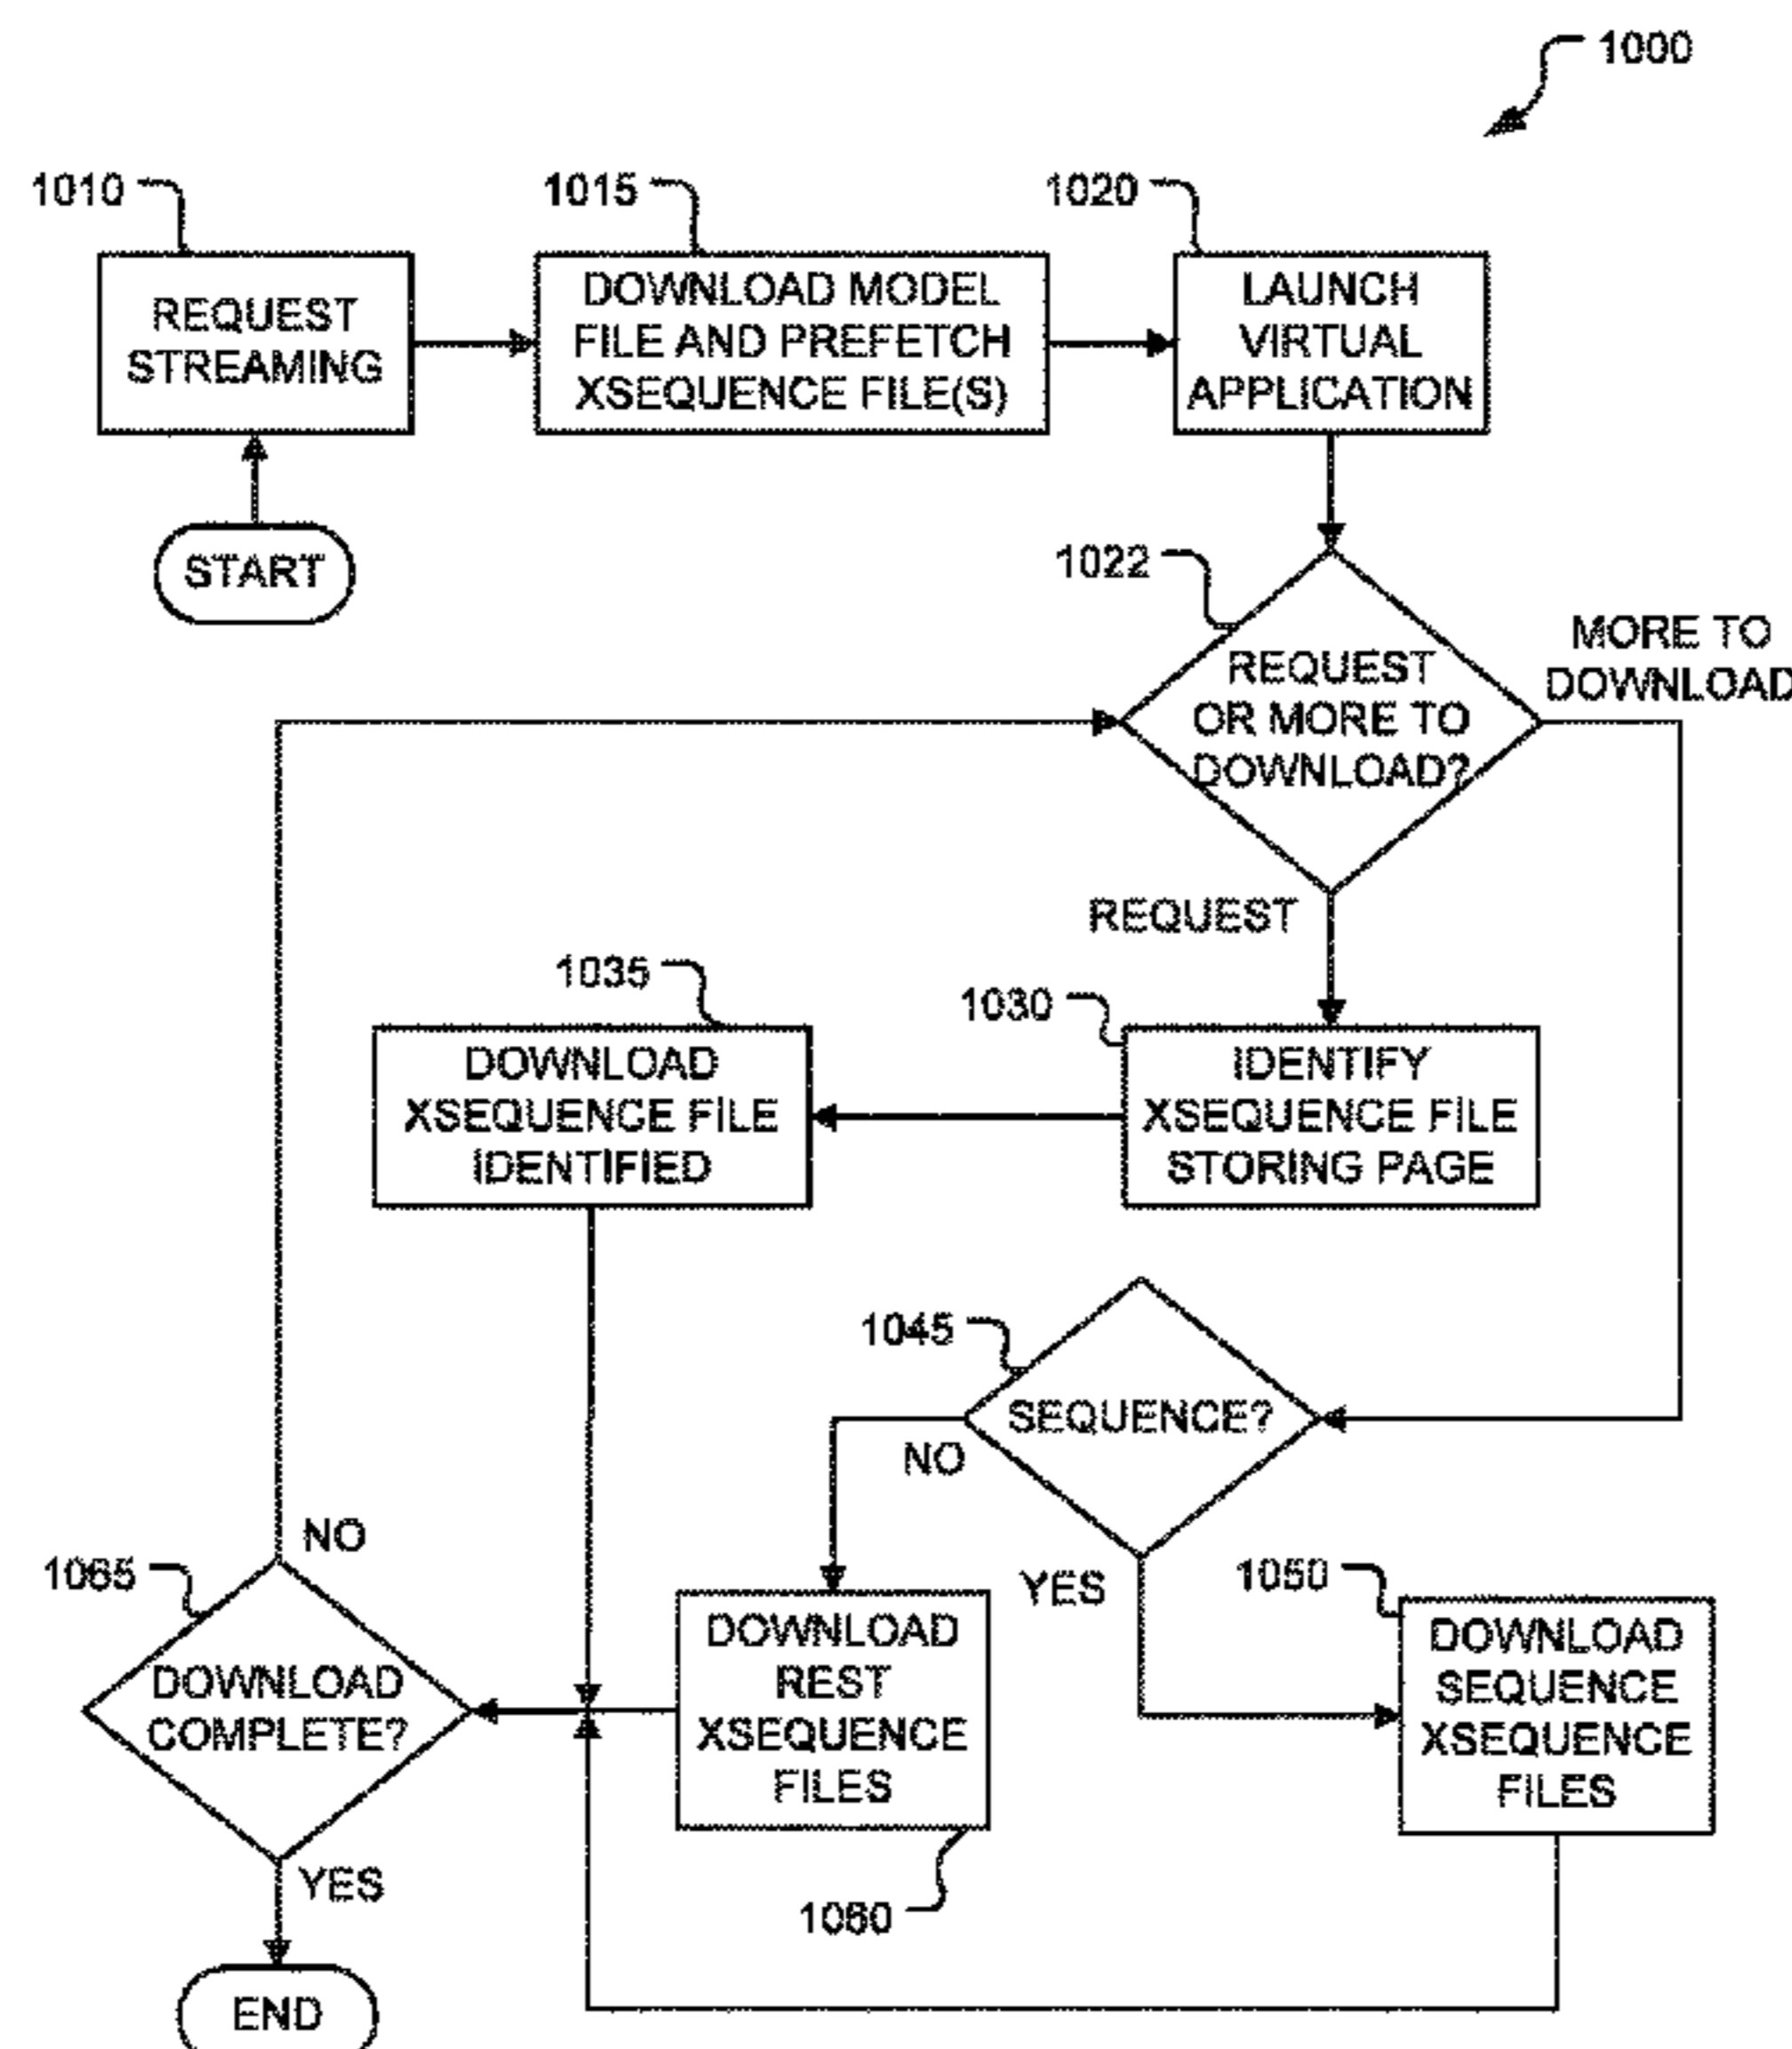 1000
1010
REQUEST
STREAMING
1015
DOWNLOAD MODEL
FILE AND PREFETCH
XSEQUENCE FILE(S)
1020
LAUNCH
VIRTUAL
APPLICATION
START
1022
REQUEST
OR MORE TO
DOWNLOAD?
MORE TO
DOWNLOAD
REQUEST
1035
DOWNLOAD
XSEQUENCE FILE
IDENTIFIED
1030
IDENTIFY
XSEQUENCE FILE
STORING PAGE
1045
SEQUENCE?
NO
YES
1065
NO
DOWNLOAD
COMPLETE?
YES
DOWNLOAD
REST
XSEQUENCE
FILES
1060
1050
DOWNLOAD
SEQUENCE
XSEQUENCE
FILES
END